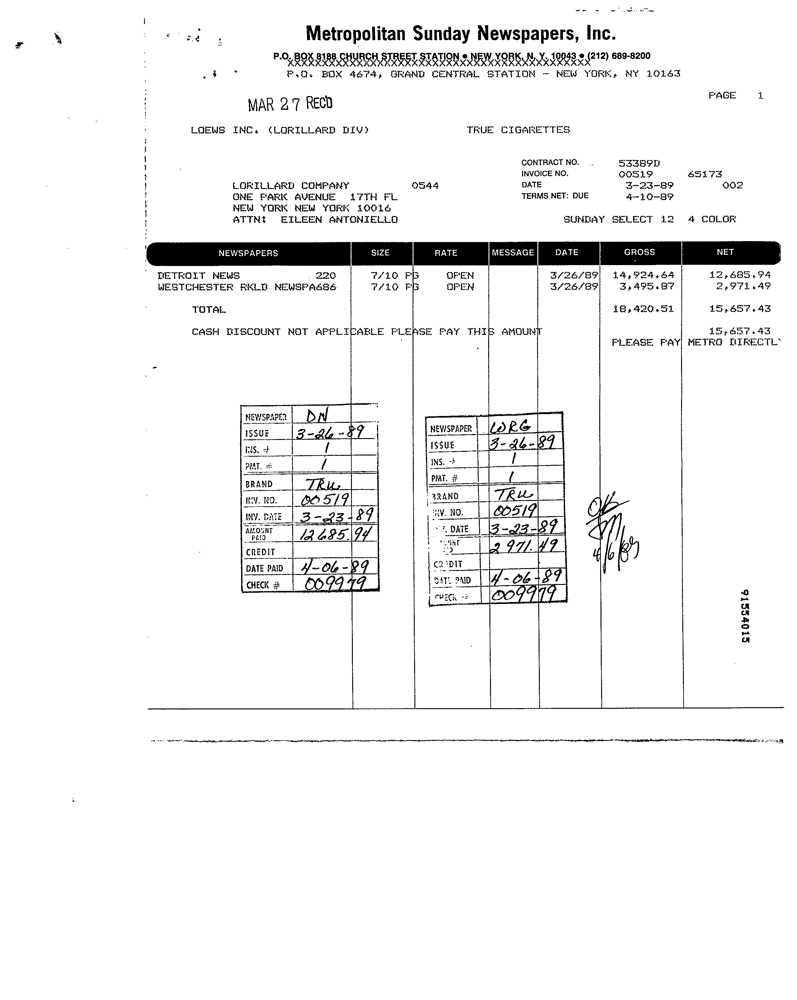 Metropolitan Sunday Newspapers, Inc.
P.O. BOX 8188 CHURCH STREET STATION • NEW YORK, N. Y. 10043 • (212) 689-8200
XXXXXXXXXXXXXXXXXXXXXXXXXXXXXXXXXXXXXXXXXX
P.O. BOX 4674, GRAND CENTRAL STATION - NEW YORK, NY 10163
PAGE 1
MAR 27 REC'D
LOEWS INC. (LORILLARD DIV) TRUE CIGARETTES
CONTRACT NO. 53389D
INVOICE NO. 00519 65173
LORILLARD COMPANY 0544 DATE 3-23-89 002
ONE PARK AVENUE 17TH FL TERMS NET: DUE 4-10-89
NEW YORK NEW YORK 10016
ATTN: EILEEN ANTONIELLO SUNDAY SELECT 12 4 COLOR
NEWSPAPERS SIZE RATE MESSAGE DATE GROSS NET
DETROIT NEWS 220 7/10 PG OPEN 3/26/89 14,924.64 12,685.94
WESTCHESTER RKLD NEWSPA686 7/10 PG OPEN 3/26/89 3,495.87 2,971.49
TOTAL 18,420.51 15,657.43
CASH DISCOUNT NOT APPLICABLE PLEASE PAY THIS AMOUNT 15,657.43
PLEASE PAY METRO DIRECTLY
NEWSPAPER DN
ISSUE 3-26-89
INS. # 1
PMT. # 1
BRAND TRU
INV. NO. 00519
INV. DATE 3-23-89
AMOUNT PAID 12685.94
CREDIT
DATE PAID 4-06-89
CHECK # 009979
NEWSPAPER WRG
ISSUE 3-26-89
INS. # 1
PMT. # 1
BRAND TRU
INV. NO. 00519
INV. DATE 3-23-89
AMOUNT PAID 2971.49
CREDIT
DATE PAID 4-06-89
CHECK # 009979
OK
4/6/89
91554015